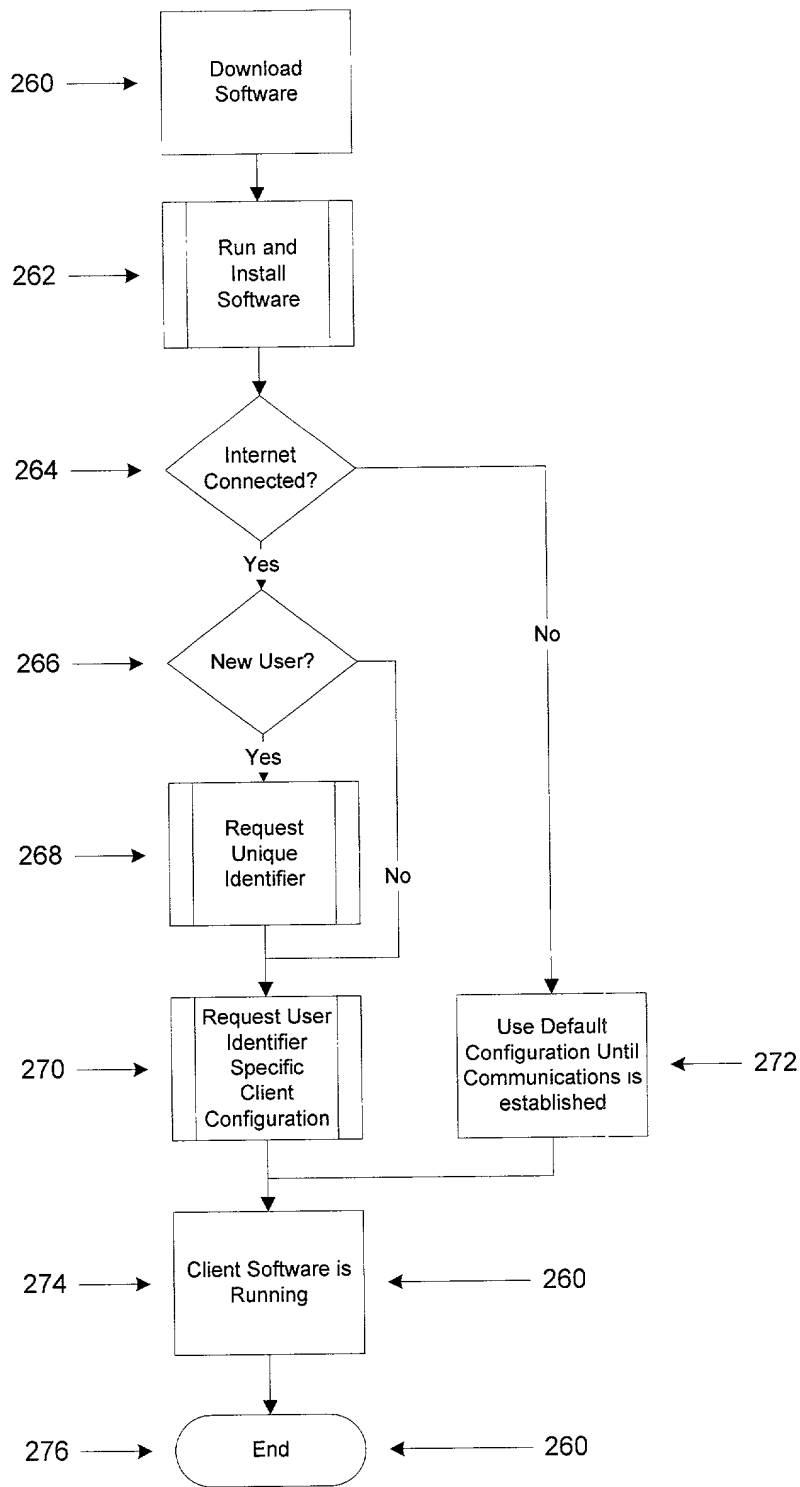 260
Download
Software
262
Run and
Install
Software
264
Internet
Connected?
Yes
No
266
New User?
Yes
No
268
Request
Unique
Identifier
270
Request User
Identifier
Specific
Client
Configuration
Use Default
Configuration Until
Communications is
established
272
274
Client Software is
Running
260
276
End
260